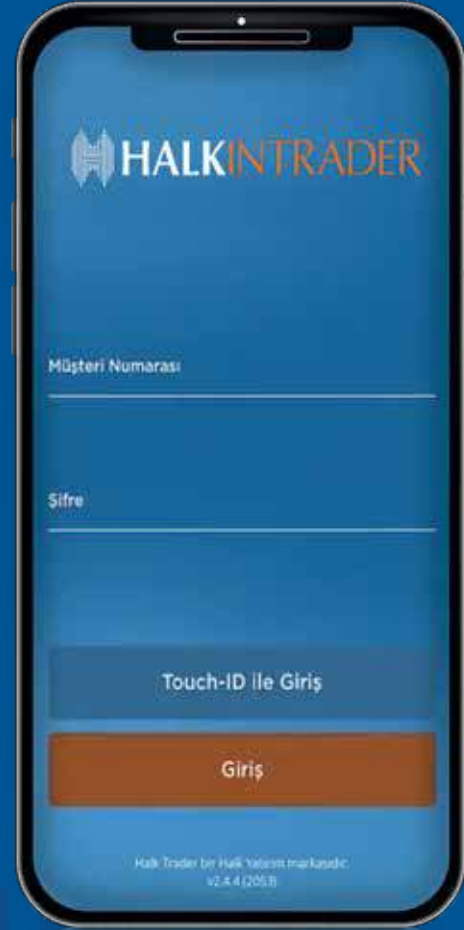 HALKINTRADER
Müşteri Numarası
Şifre
Touch-ID ile Giriş
Giriş
Halk Trader bir Halk Yatırım markasıdır.
v2.4.4 (2053)